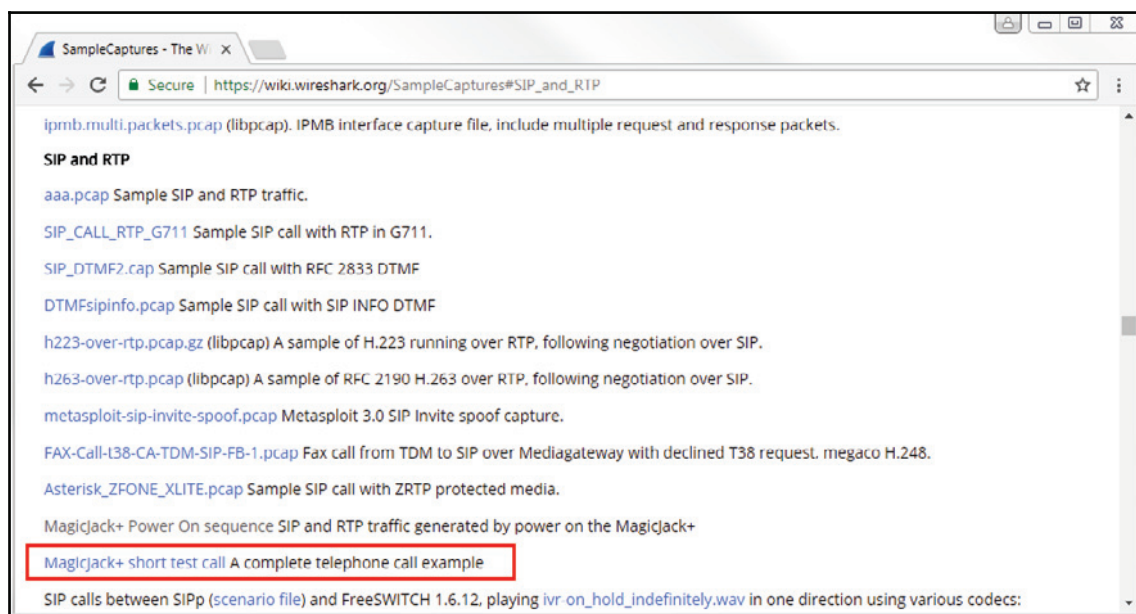 SampleCaptures - The Wi
Secure | https://wiki.wireshark.org/SampleCaptures#SIP_and_RTP
ipmb.multi.packets.pcap (libpcap). IPMB interface capture file, include multiple request and response packets.
SIP and RTP
aaa.pcap Sample SIP and RTP traffic.
SIP_CALL_RTP_G711 Sample SIP call with RTP in G711.
SIP_DTMF2.cap Sample SIP call with RFC 2833 DTMF
DTMFsipinfo.pcap Sample SIP call with SIP INFO DTMF
h223-over-rtp.pcap.gz (libpcap) A sample of H.223 running over RTP, following negotiation over SIP.
h263-over-rtp.pcap (libpcap) A sample of RFC 2190 H.263 over RTP, following negotiation over SIP.
metasploit-sip-invite-spoof.pcap Metasploit 3.0 SIP Invite spoof capture.
FAX-Call-t38-CA-TDM-SIP-FB-1.pcap Fax call from TDM to SIP over Mediagateway with declined T38 request. megaco H.248.
Asterisk_ZFONE_XLITE.pcap Sample SIP call with ZRTP protected media.
MagicJack+ Power On sequence SIP and RTP traffic generated by power on the MagicJack+
MagicJack+ short test call A complete telephone call example
SIP calls between SIPp (scenario file) and FreeSWITCH 1.6.12, playing ivr-on_hold_indefinitely.wav in one direction using various codecs: